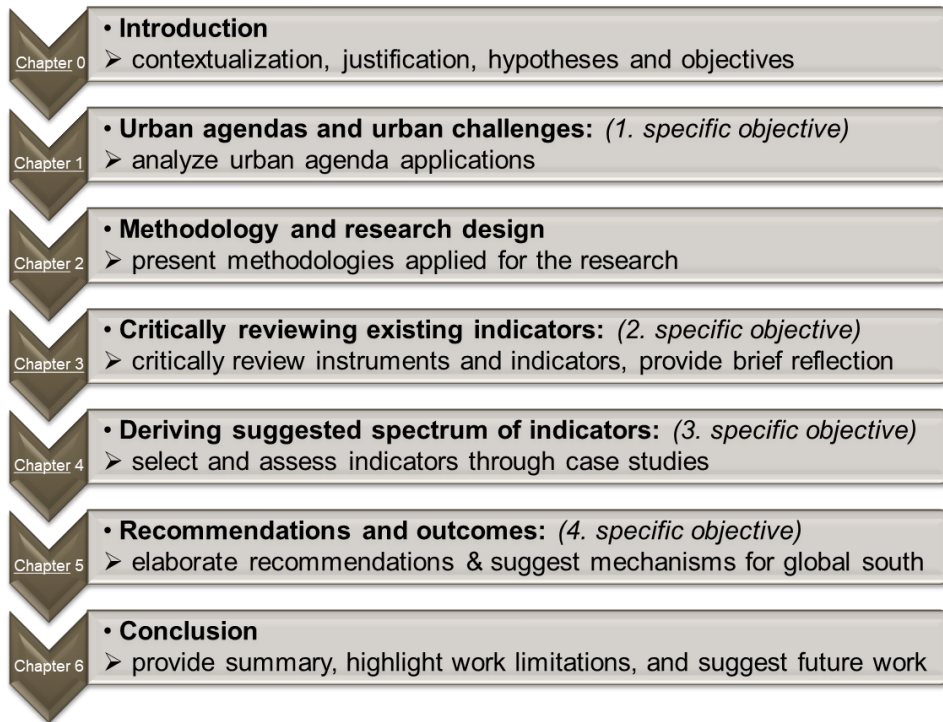 Chapter 0
• Introduction
➢ contextualization, justification, hypotheses and objectives
Chapter 1
• Urban agendas and urban challenges: (1. specific objective)
➢ analyze urban agenda applications
Chapter 2
• Methodology and research design
➢ present methodologies applied for the research
Chapter 3
• Critically reviewing existing indicators: (2. specific objective)
➢ critically review instruments and indicators, provide brief reflection
Chapter 4
• Deriving suggested spectrum of indicators: (3. specific objective)
➢ select and assess indicators through case studies
Chapter 5
• Recommendations and outcomes: (4. specific objective)
➢ elaborate recommendations & suggest mechanisms for global south
Chapter 6
• Conclusion
➢ provide summary, highlight work limitations, and suggest future work